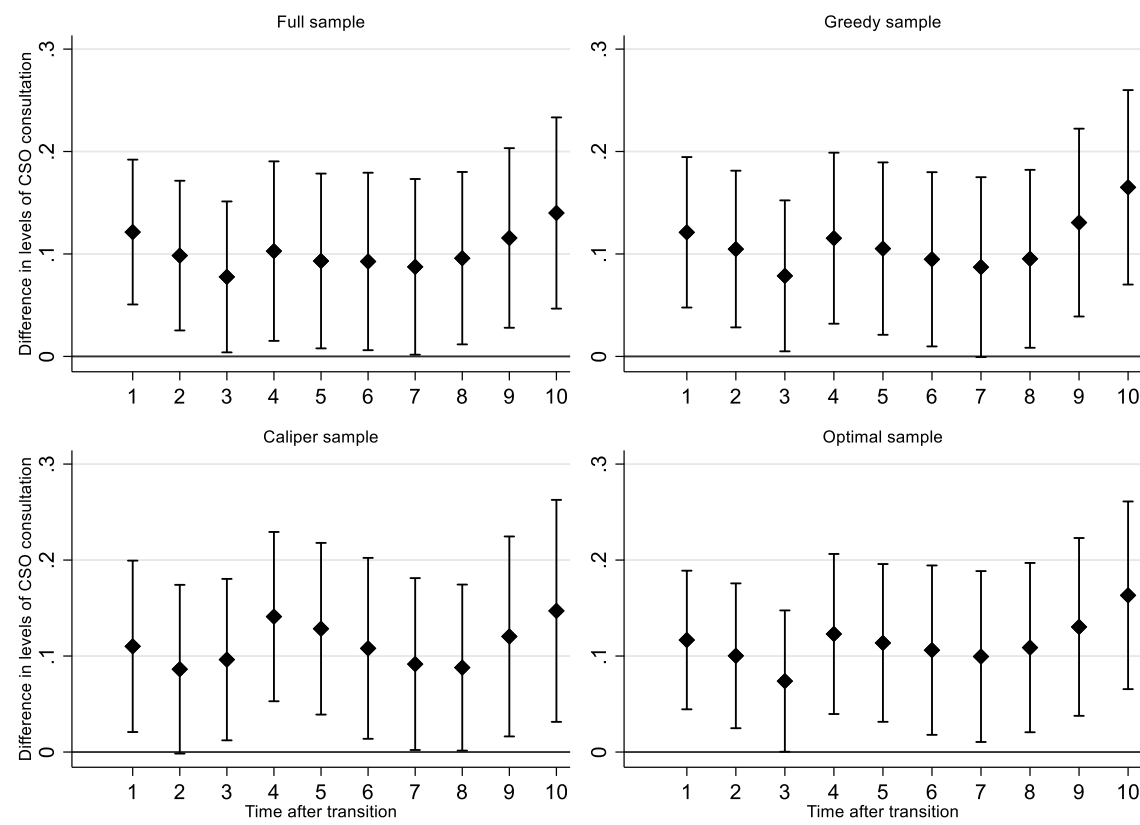 Full sample
Difference in levels of CSO consultation
.3
.2
.1
0
1 2 3 4 5 6 7 8 9 10
Greedy sample
.3
.2
.1
0
1 2 3 4 5 6 7 8 9 10
Caliper sample
Difference in levels of CSO consultation
.3
.2
.1
0
1 2 3 4 5 6 7 8 9 10
Time after transition
Optimal sample
.3
.2
.1
0
1 2 3 4 5 6 7 8 9 10
Time after transition